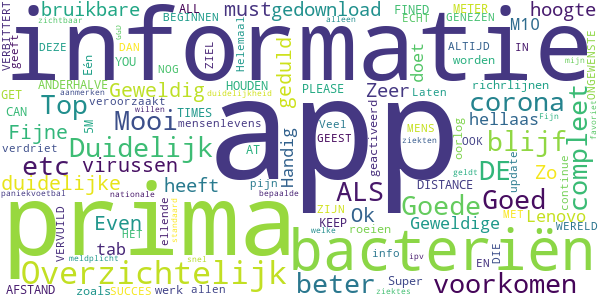 VERBITTERT zichtbaar bruikbare must gedownload hoogte
33 BEGINNEN ALL FINED METER GENEZEN
informatie
DEZE DAN ZIEL Helemaal geduld ECHT M10 alleen
geeft Eén YOU NOG doet ALTIJD IN mijn
ANDERHALVE Geweldig worden
GET aanmerken HOUDEN PLEASE Zeer Laten richrlijnen ONGEWENSTE
Top veroorzaakt duidelijkheid corona favoriet
CAN 5M Mooi TIMES mensenlevens app geactiveerd hellaas compleet
Fijne willen Veel MENS OOK Fijn
verdriet Duidelijk AT GEEST oorlog blijf ziekten
etc virussen Handig update
duidelijke heeft pijn ALS DISTANCE DE Zo continue
paniekvoetbal nationale bepaalde Goede Goed geldt
prima ellende Even ZIJN Ok MET Lenovo WERELD
VERVUILD HET standaard KEEP roeien EN DIE
tab meldplicht welke bacteriën
AFSTAND Overzichtelijk info Geweldige
zoals SUCCES werk snel allen ipv beter Super ziektes voorkomen